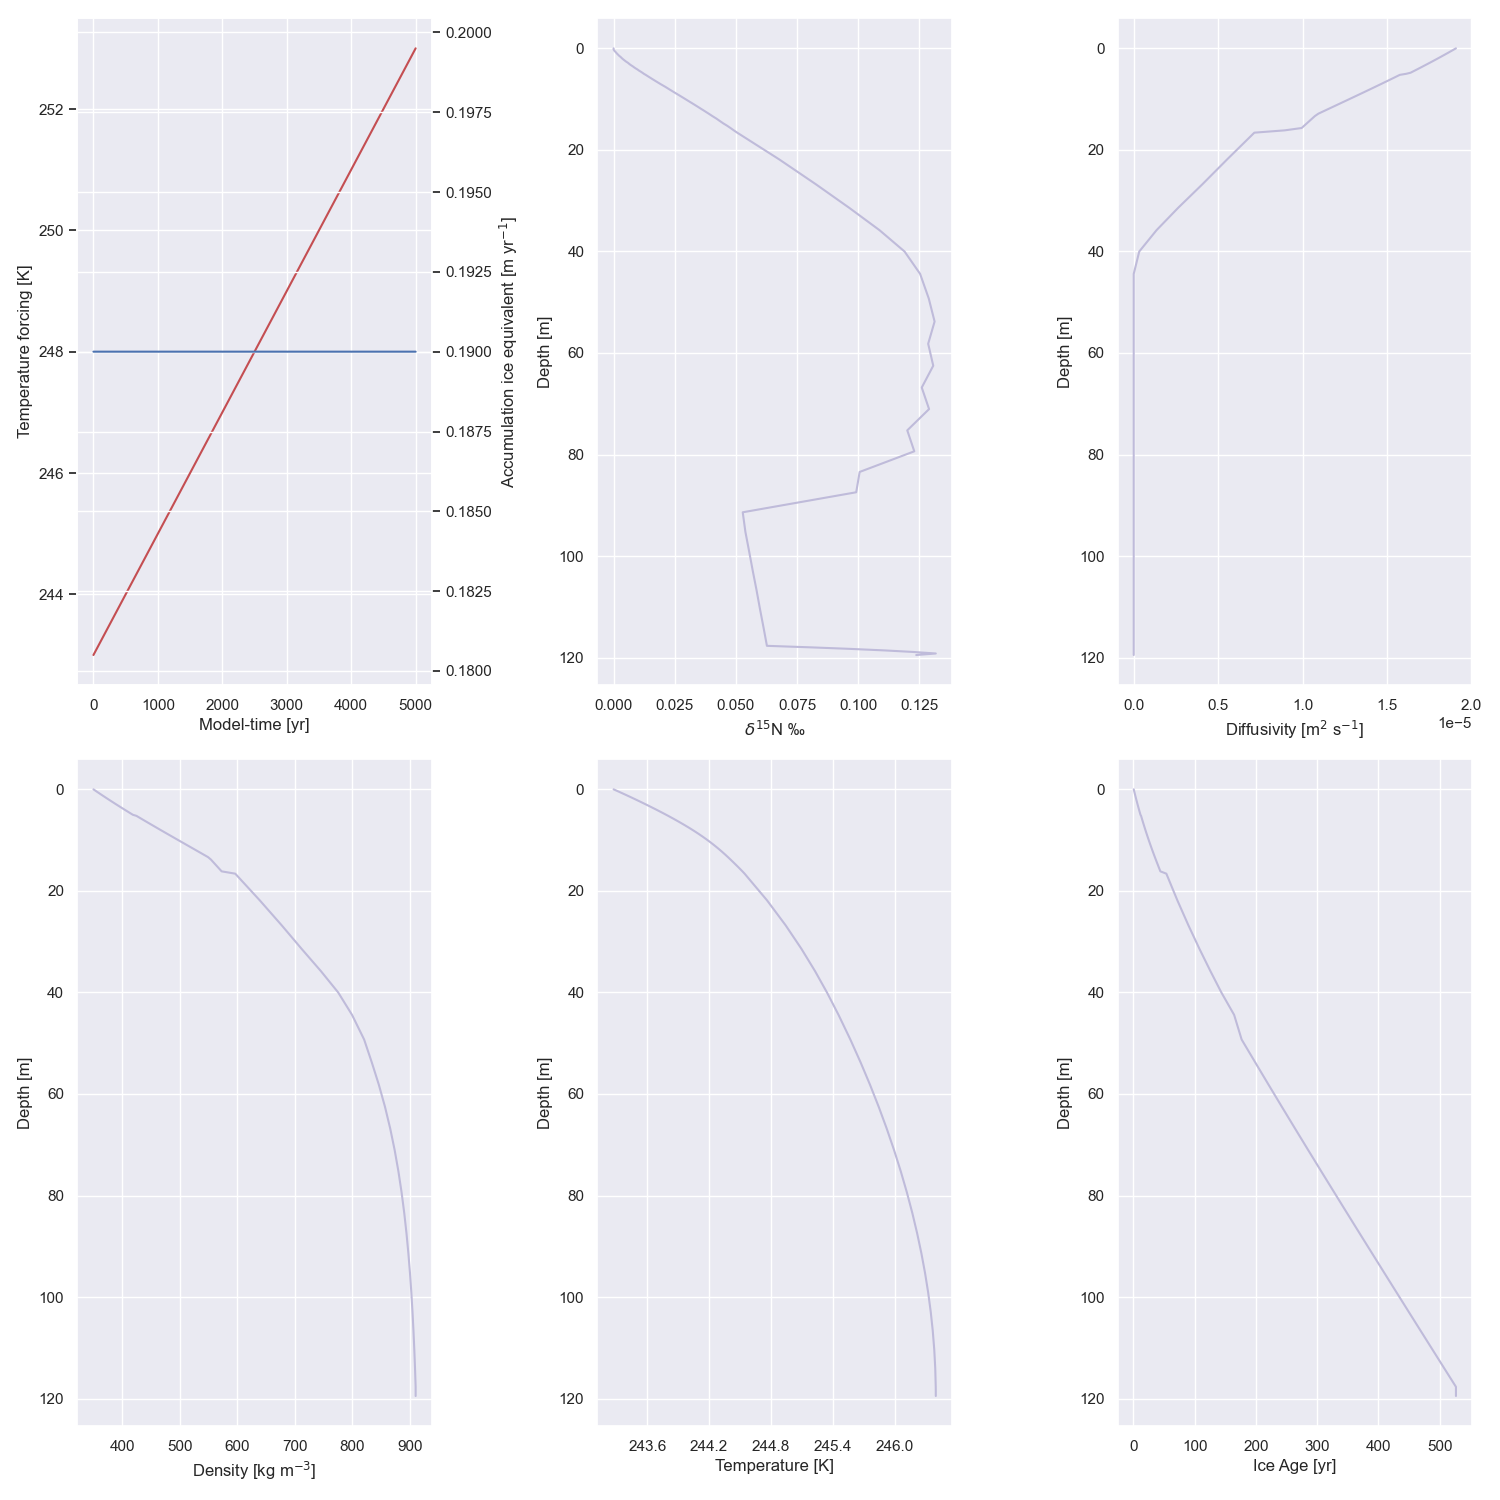 Temperature forcing [K]
252
250
248
246
244
0.2000
0.1975
0.1950
0.1925
0.1900
0.1875
0.1850
0.1825
0.1800
Accumulation ice equivalent [m yr⁻¹]
0 1000 2000 3000 4000 5000
Model-time [yr]
Depth [m]
0
20
40
60
80
100
120
0.000 0.025 0.050 0.075 0.100 0.125
δ¹⁵N ‰
Depth [m]
0
20
40
60
80
100
120
0.0 0.5 1.0 1.5 2.0
1e−5
Diffusivity [m² s⁻¹]
Depth [m]
0
20
40
60
80
100
120
400 500 600 700 800 900
Density [kg m⁻³]
Depth [m]
0
20
40
60
80
100
120
243.6 244.2 244.8 245.4 246.0
Temperature [K]
Depth [m]
0
20
40
60
80
100
120
0 100 200 300 400 500
Ice Age [yr]